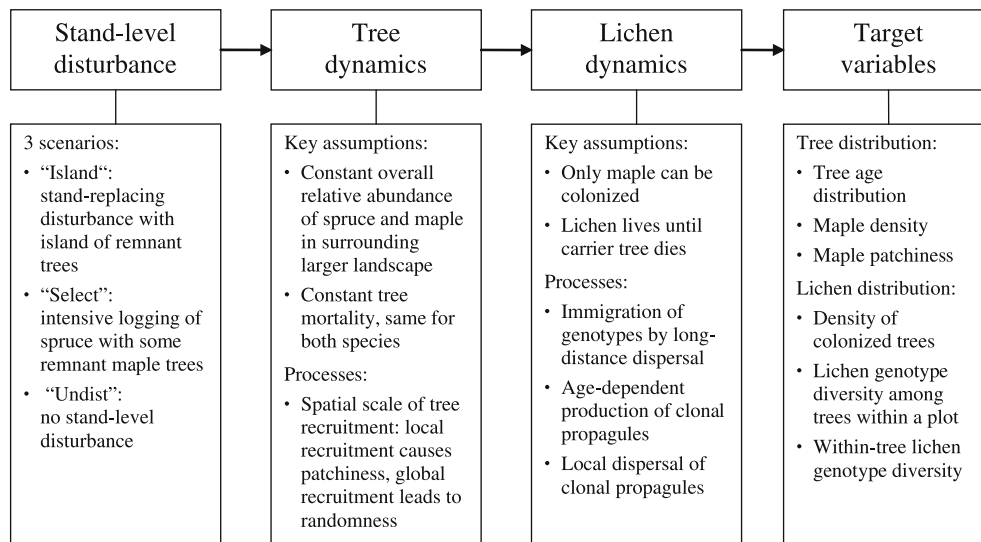 Stand-level
disturbance
Tree
dynamics
Lichen
dynamics
Target
variables
3 scenarios:
• “Island“:
stand-replacing
disturbance with
island of remnant
trees
• “Select”:
intensive logging of
spruce with some
remnant maple trees
• “Undist”:
no stand-level
disturbance
Key assumptions:
• Constant overall
relative abundance
of spruce and maple
in surrounding
larger landscape
• Constant tree
mortality, same for
both species
Processes:
• Spatial scale of tree
recruitment: local
recruitment causes
patchiness, global
recruitment leads to
randomness
Key assumptions:
• Only maple can be
colonized
• Lichen lives until
carrier tree dies
Processes:
• Immigration of
genotypes by long-
distance dispersal
• Age-dependent
production of clonal
propagules
• Local dispersal of
clonal propagules
Tree distribution:
• Tree age
distribution
• Maple density
• Maple patchiness
Lichen distribution:
• Density of
colonized trees
• Lichen genotype
diversity among
trees within a plot
• Within-tree lichen
genotype diversity